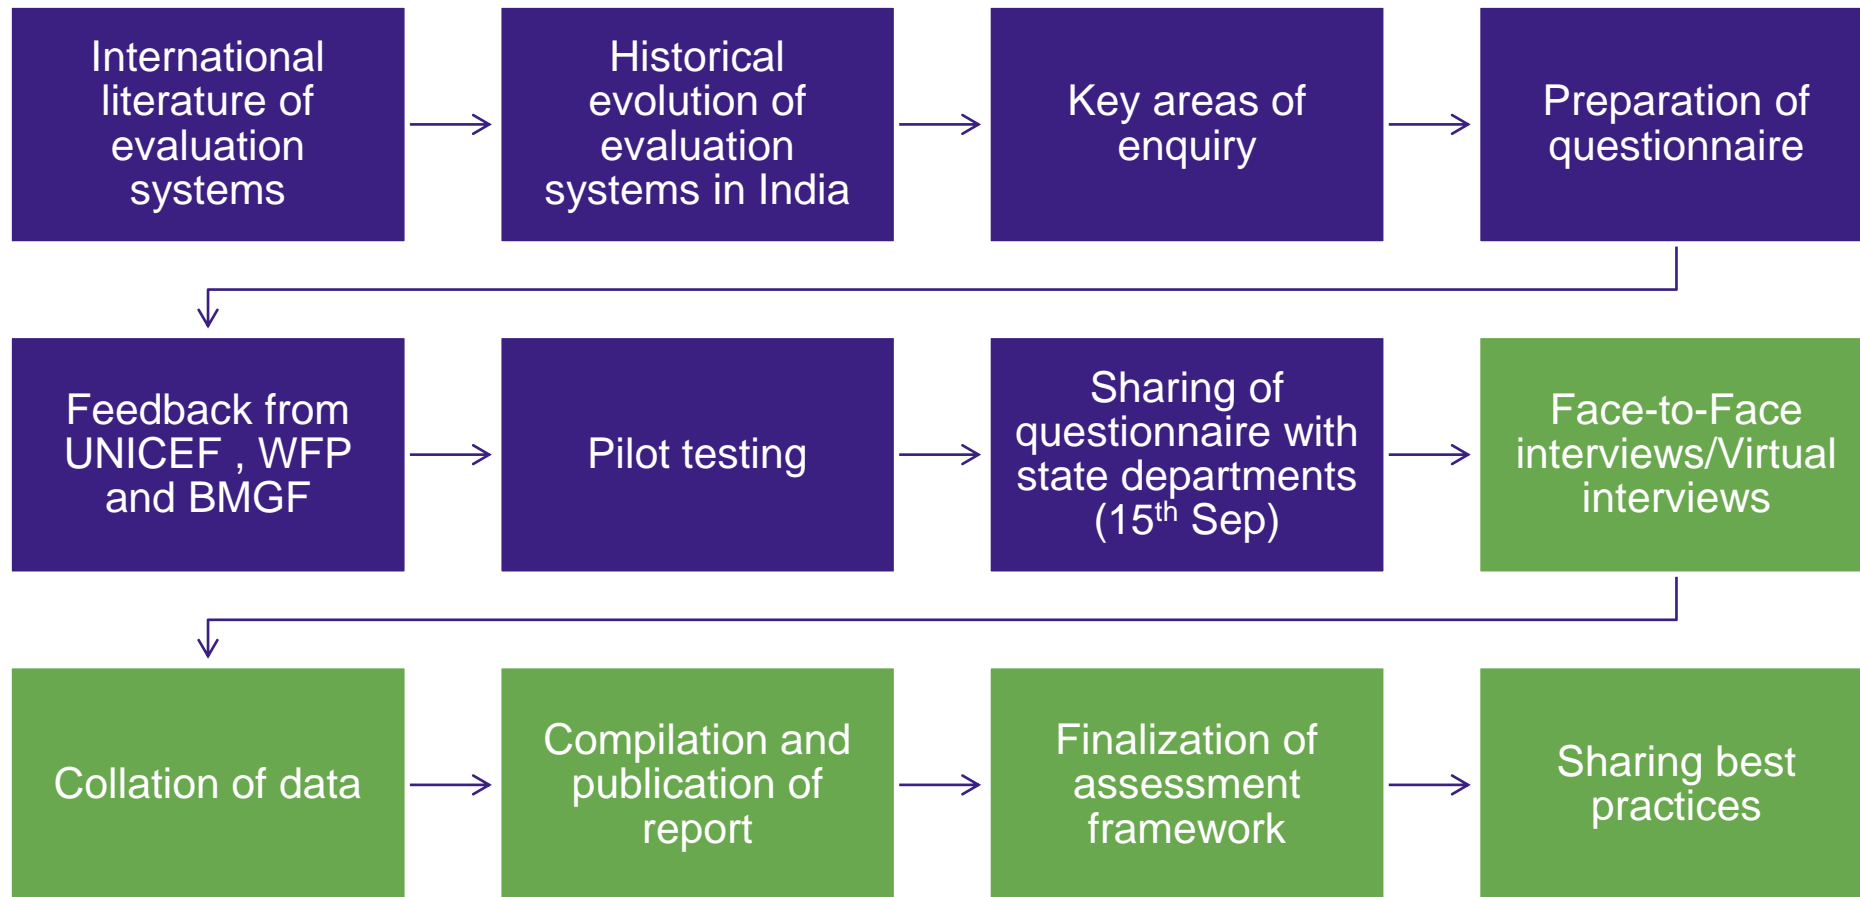 International
literature of
evaluation
systems
Historical
evolution of
evaluation
systems in India
Key areas of
enquiry
Preparation of
questionnaire
Feedback from
UNICEF , WFP
and BMGF
Pilot testing
Sharing of
questionnaire with
state departments
(15th Sep)
Face-to-Face
interviews/Virtual
interviews
Collation of data
Compilation and
publication of
report
Finalization of
assessment
framework
Sharing best
practices